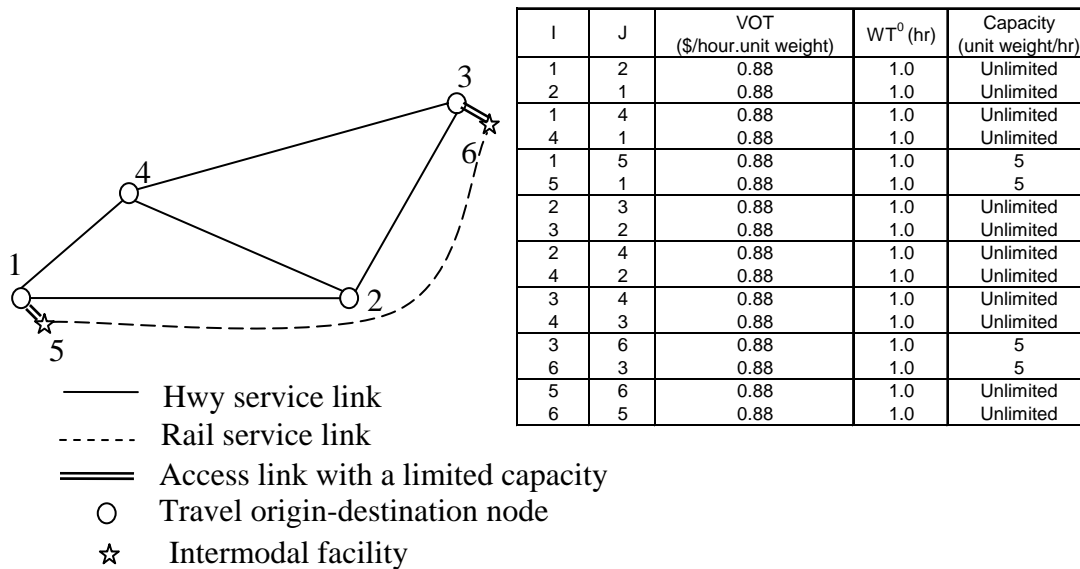 3
6
4
1
2
5
Hwy service link
Rail service link
Access link with a limited capacity
Travel origin-destination node
Intermodal facility
I J VOT ($/hour.unit weight) WT⁰ (hr) Capacity (unit weight/hr)
1 2 0.88 1.0 Unlimited
2 1 0.88 1.0 Unlimited
1 4 0.88 1.0 Unlimited
4 1 0.88 1.0 Unlimited
1 5 0.88 1.0 5
5 1 0.88 1.0 5
2 3 0.88 1.0 Unlimited
3 2 0.88 1.0 Unlimited
2 4 0.88 1.0 Unlimited
4 2 0.88 1.0 Unlimited
3 4 0.88 1.0 Unlimited
4 3 0.88 1.0 Unlimited
3 6 0.88 1.0 5
6 3 0.88 1.0 5
5 6 0.88 1.0 Unlimited
6 5 0.88 1.0 Unlimited